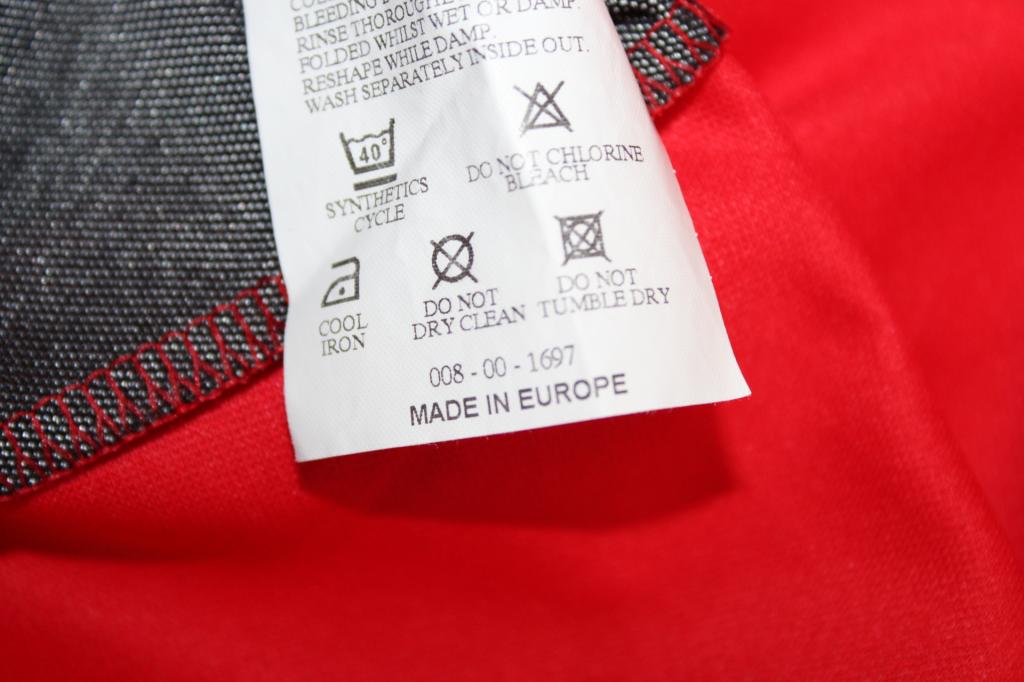 BLEEDING
RINSE THOROUGH
FOLDED WHILST WET OR DAMP.
RESHAPE WHILE DAMP.
WASH SEPARATELY INSIDE OUT.
40°
SYNTHETICS
CYCLE
DO NOT CHLORINE
BLEACH
COOL
IRON
DO NOT
DRY CLEAN
DO NOT
TUMBLE DRY
008 - 00 - 1697
MADE IN EUROPE